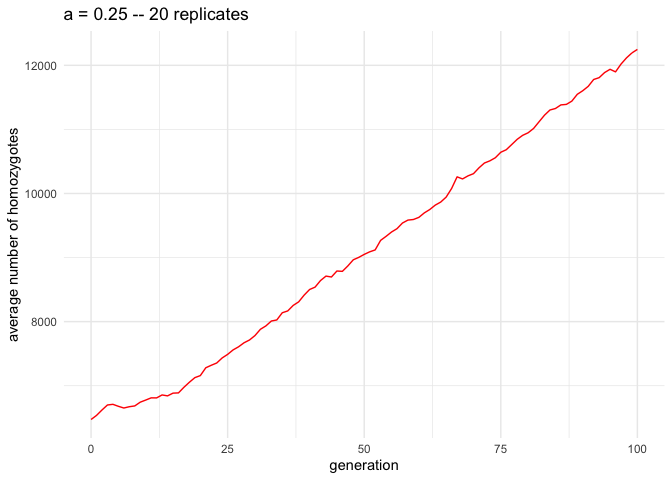 a = 0.25 -- 20 replicates
12000
10000
8000
average number of homozygotes
0
25
50
75
100
generation